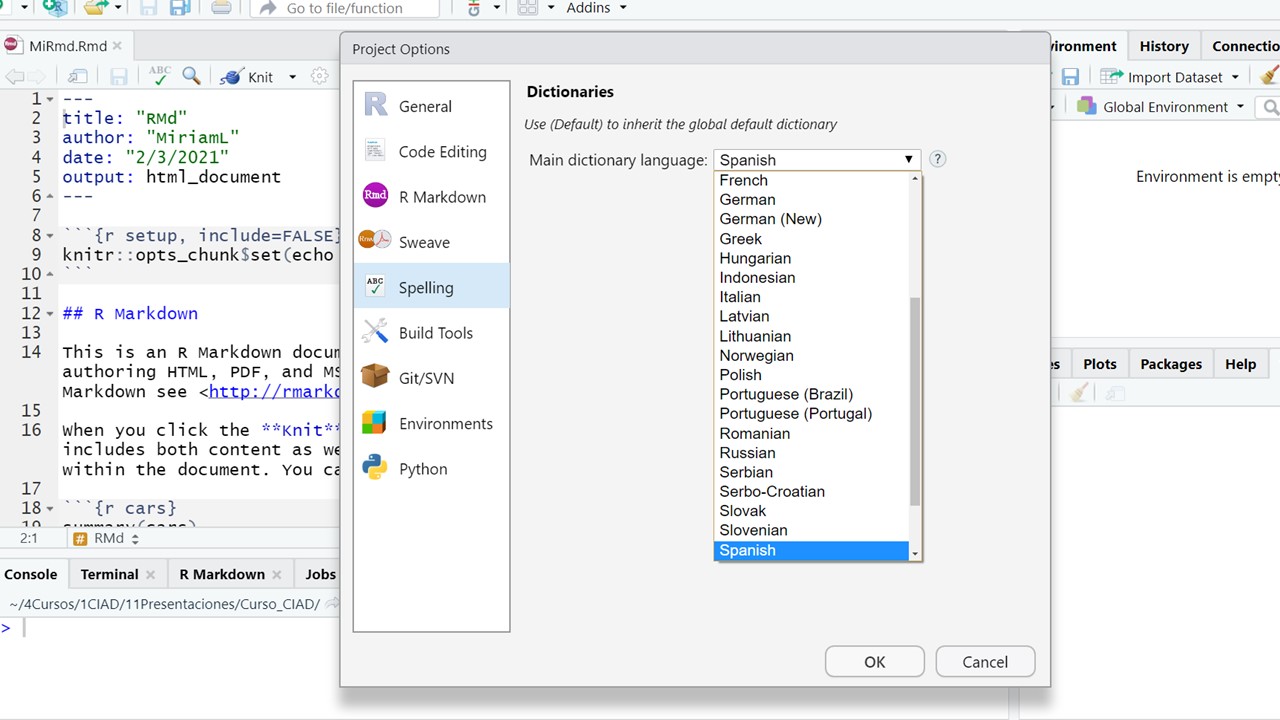 Go to file/function
Addins
MiRmd.Rmd
Knit
1 ---
2 title: "RMd"
3 author: "MiriamL"
4 date: "2/3/2021"
5 output: html_document
6 ---
7
8 ```{r setup, include=FALSE}
9 knitr::opts_chunk$set(echo
10 ```
11
12 ## R Markdown
13
14 This is an R Markdown docum
authoring HTML, PDF, and MS
Markdown see <http://rmarkd
15
16 When you click the **Knit**
includes both content as we
within the document. You ca
17
18 ```{r cars}
19 summary(cars)
2:1 # RMd
Console Terminal R Markdown Jobs
~/4Cursos/1CIAD/11Presentaciones/Curso_CIAD/
>
Project Options
R General
Code Editing
Rmd R Markdown
Sweave
ABC Spelling
Build Tools
Git/SVN
Environments
Python
Dictionaries
Use (Default) to inherit the global default dictionary
Main dictionary language: Spanish ?
French
German
German (New)
Greek
Hungarian
Indonesian
Italian
Latvian
Lithuanian
Norwegian
Polish
Portuguese (Brazil)
Portuguese (Portugal)
Romanian
Russian
Serbian
Serbo-Croatian
Slovak
Slovenian
Spanish
OK Cancel
vironment History Connectio
Import Dataset
Global Environment
Environment is empty
es Plots Packages Help